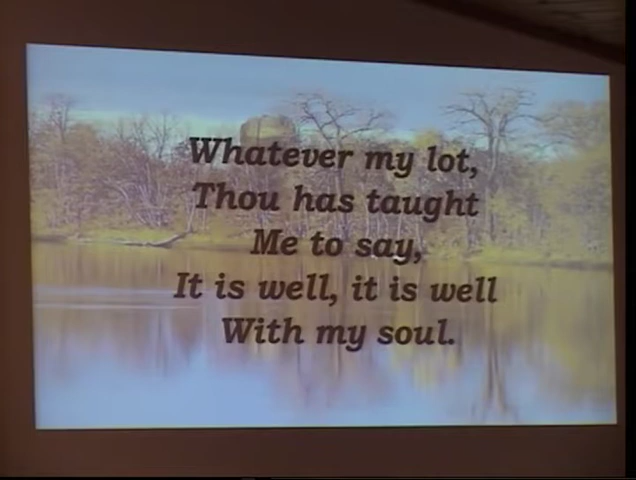 Whatever my lot,
Thou has taught
Me to say,
It is well, it is well
With my soul.